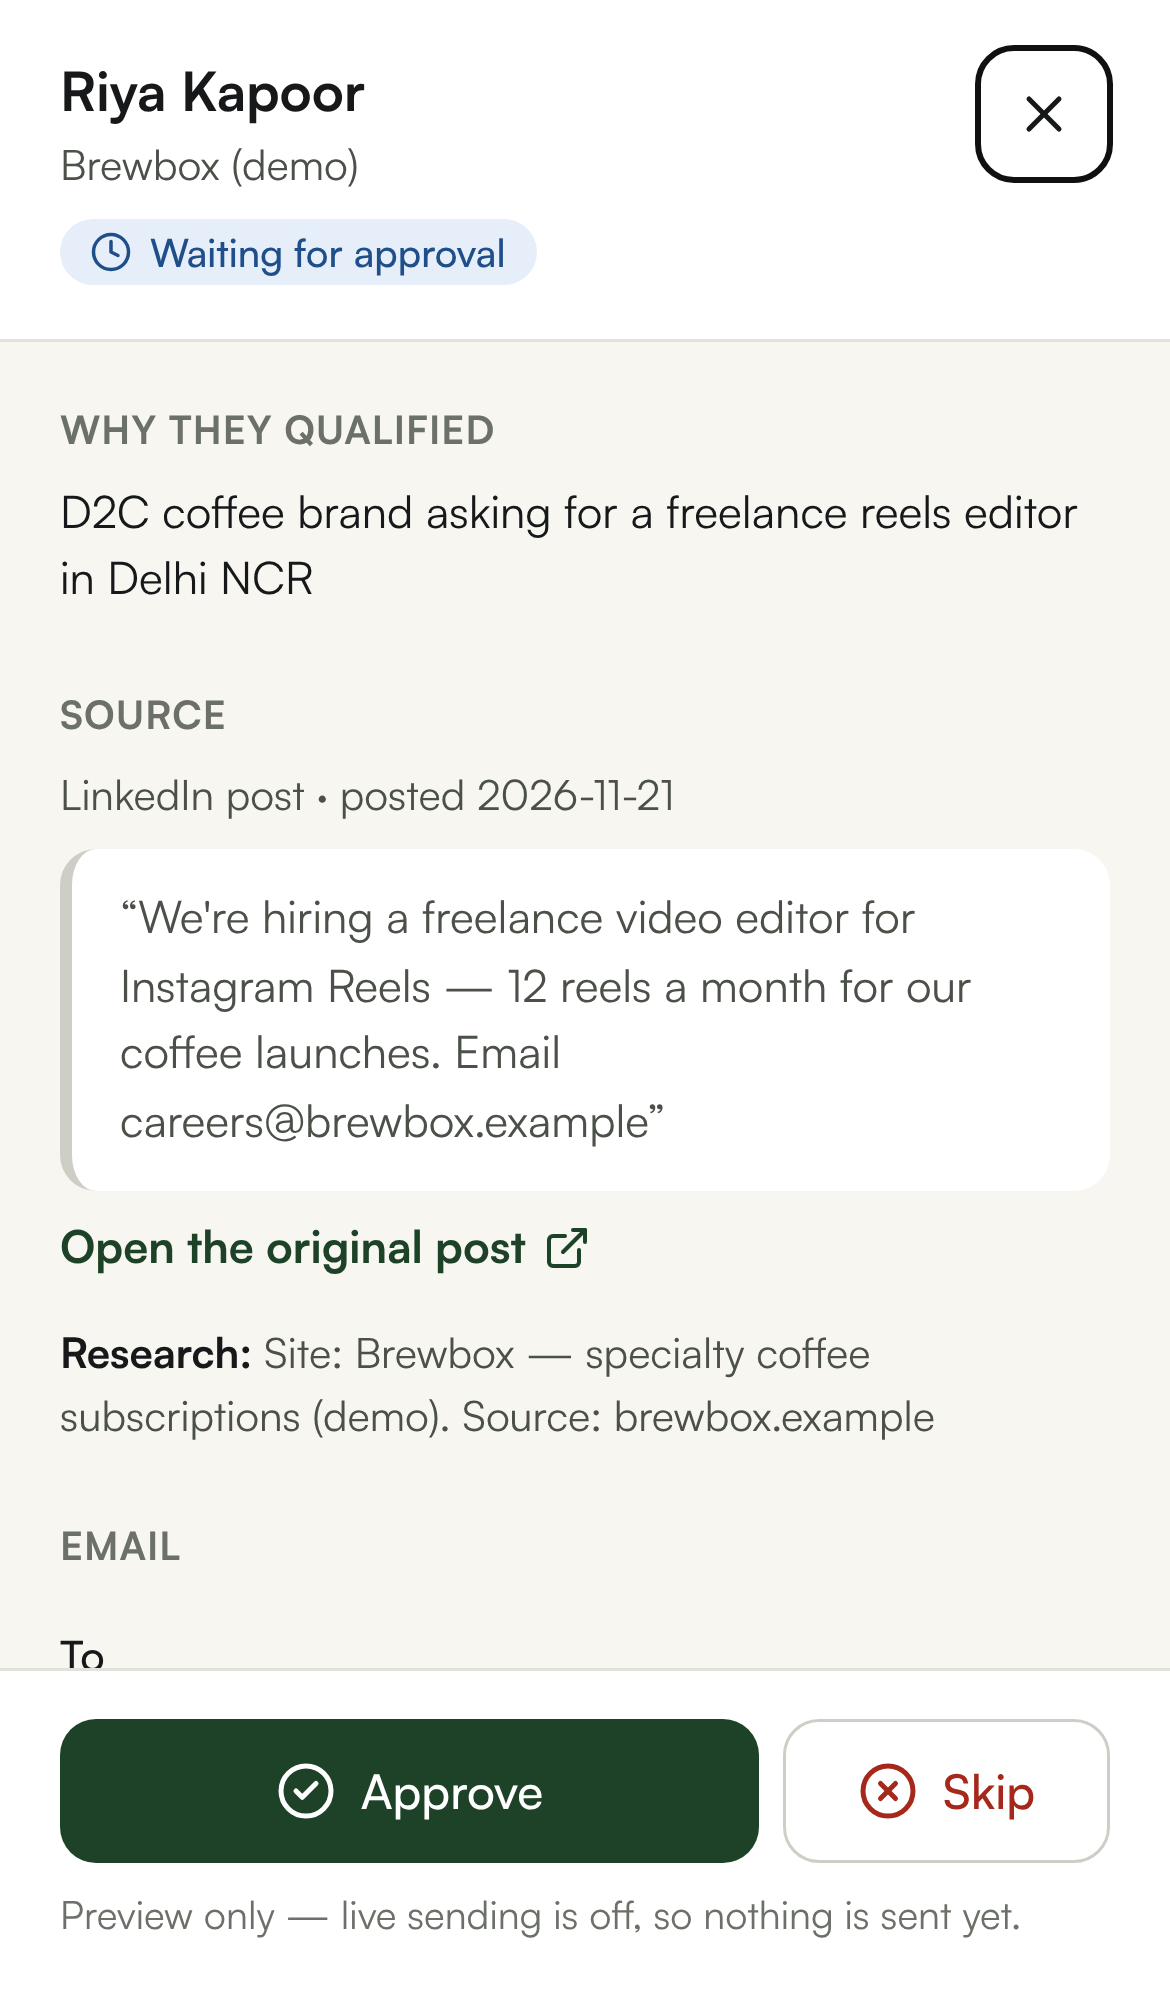 Riya Kapoor
Brewbox (demo)
Waiting for approval
WHY THEY QUALIFIED
D2C coffee brand asking for a freelance reels editor
in Delhi NCR
SOURCE
LinkedIn post · posted 2026-11-21
“We're hiring a freelance video editor for
Instagram Reels — 12 reels a month for our
coffee launches. Email
careers@brewbox.example”
Open the original post
Research: Site: Brewbox — specialty coffee
subscriptions (demo). Source: brewbox.example
EMAIL
To
Approve
Skip
Preview only — live sending is off, so nothing is sent yet.